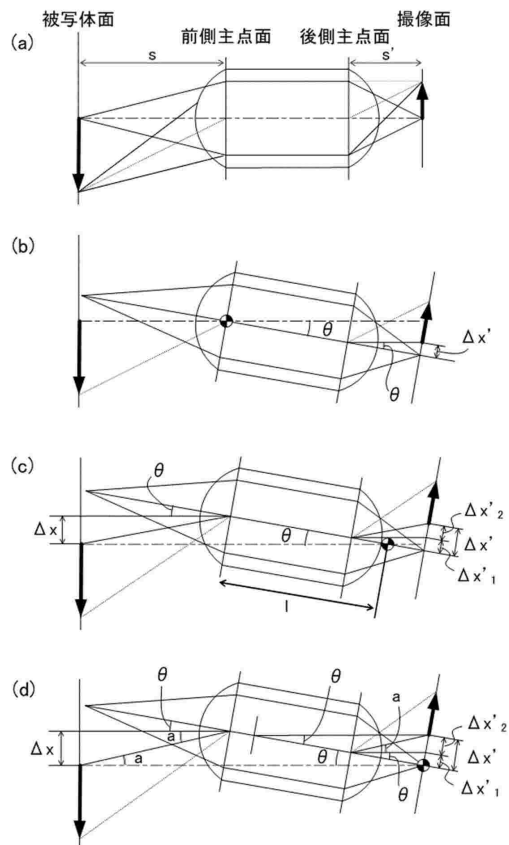 被写体面 前側主点面 後側主点面 撮像面
(a)
s s'
(b)
θ
Δx'
θ
(c)
θ
Δx
θ
Δx'2
Δx'
Δx'1
l
(d)
θ θ a
Δx a
a θ
θ
Δx'2
Δx'
Δx'1